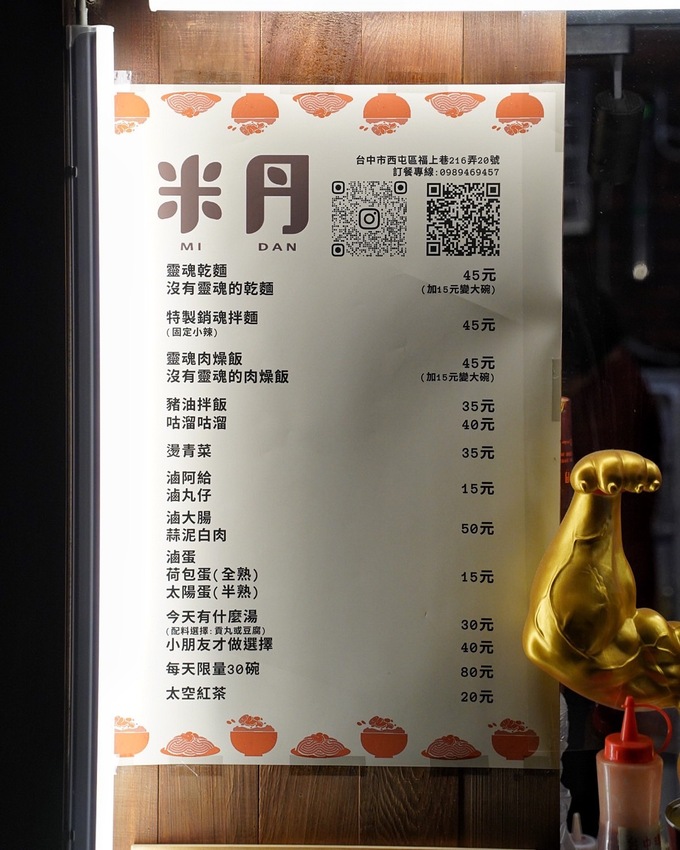 米丹
MI DAN
台中市西屯區福上巷216弄20號
訂餐專線:0989469457
靈魂乾麵
沒有靈魂的乾麵
45元
(加15元變大碗)
特製銷魂拌麵
(固定小辣)
45元
靈魂肉燥飯
沒有靈魂的肉燥飯
45元
(加15元變大碗)
豬油拌飯 35元
咕溜咕溜 40元
燙青菜 35元
滷阿給
滷丸仔
15元
滷大腸
蒜泥白肉
50元
滷蛋
荷包蛋(全熟)
太陽蛋(半熟)
15元
今天有什麼湯
(配料選擇:貢丸或豆腐)
30元
小朋友才做選擇 40元
每天限量30碗 80元
太空紅茶 20元